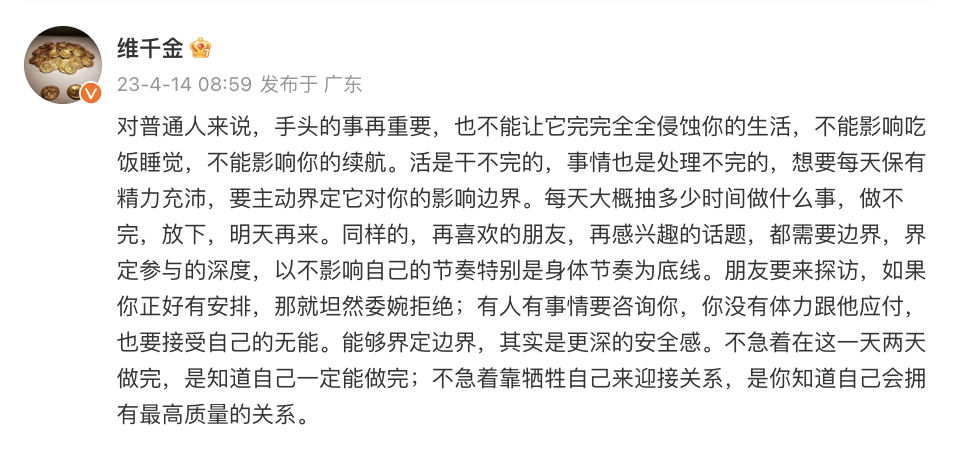 维千金
23-4-14 08:59 发布于 广东
对普通人来说，手头的事再重要，也不能让它完完全全侵蚀你的生活，不能影响吃
饭睡觉，不能影响你的续航。活是干不完的，事情也是处理不完的，想要每天保有
精力充沛，要主动界定它对你的影响边界。每天大概抽多少时间做什么事，做不
完，放下，明天再来。同样的，再喜欢的朋友，再感兴趣的话题，都需要边界，界
定参与的深度，以不影响自己的节奏特别是身体节奏为底线。朋友要来探访，如果
你正好有安排，那就坦然委婉拒绝；有人有事情要咨询你，你没有体力跟他应付，
也要接受自己的无能。能够界定边界，其实是更深的安全感。不急着在这一天两天
做完，是知道自己一定能做完；不急着靠牺牲自己来迎接关系，是你知道自己会拥
有最高质量的关系。